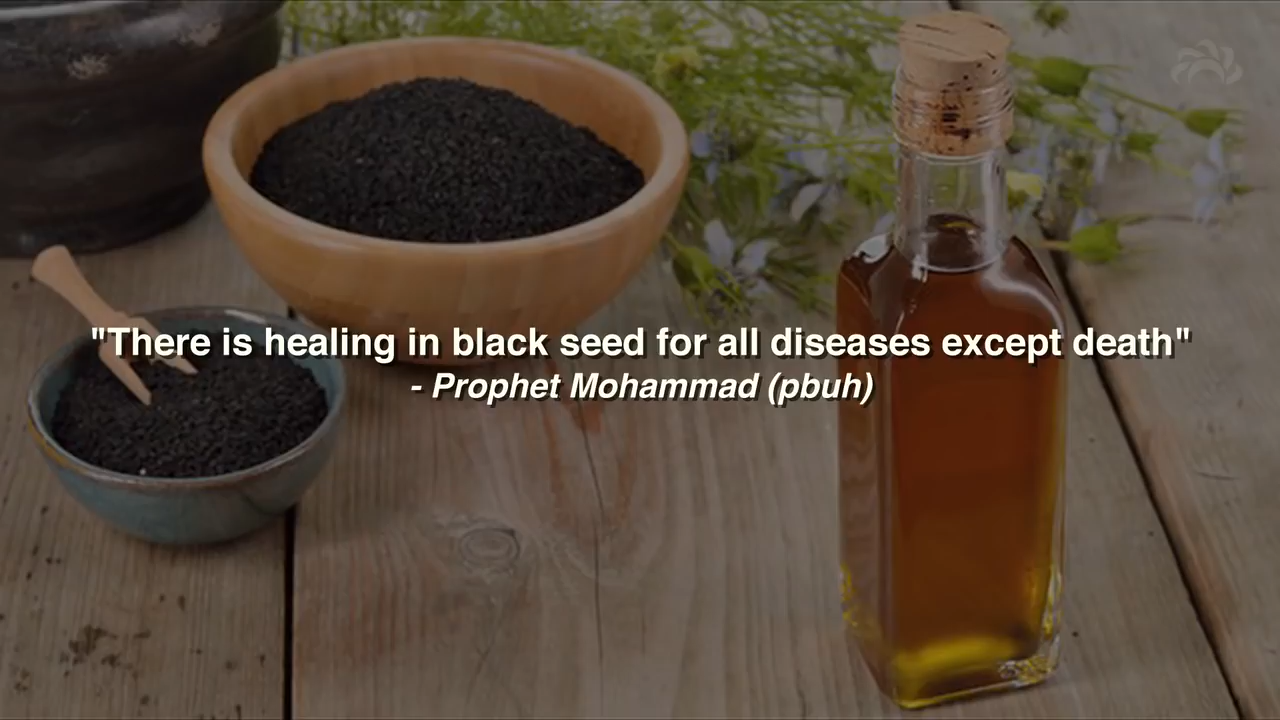 "There is healing in black seed for all diseases except death"
- Prophet Mohammad (pbuh)